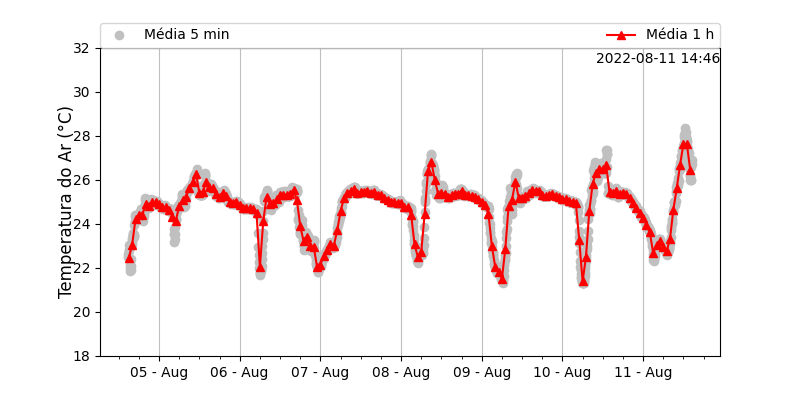 Média 5 min
Média 1 h
2022-08-11 14:46
Temperatura do Ar (°C)
32
30
28
26
24
22
20
18
05 - Aug
06 - Aug
07 - Aug
08 - Aug
09 - Aug
10 - Aug
11 - Aug